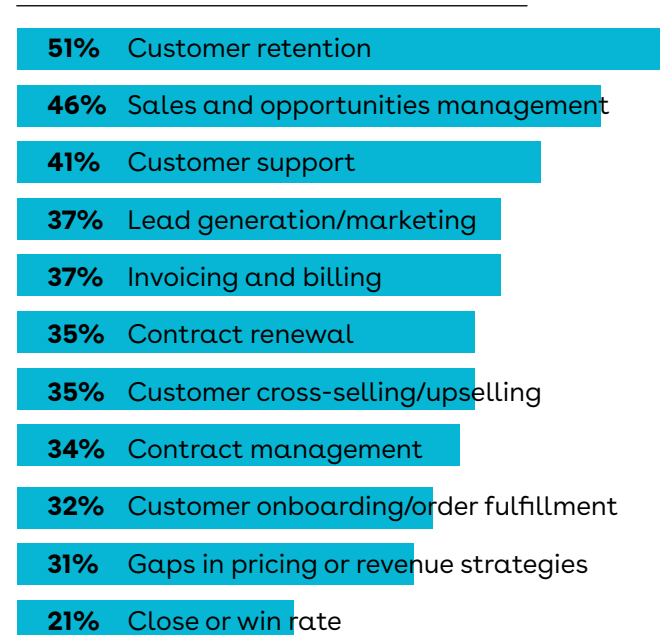 51% Customer retention
46% Sales and opportunities management
41% Customer support
37% Lead generation/marketing
37% Invoicing and billing
35% Contract renewal
35% Customer cross-selling/upselling
34% Contract management
32% Customer onboarding/order fulfillment
31% Gaps in pricing or revenue strategies
21% Close or win rate